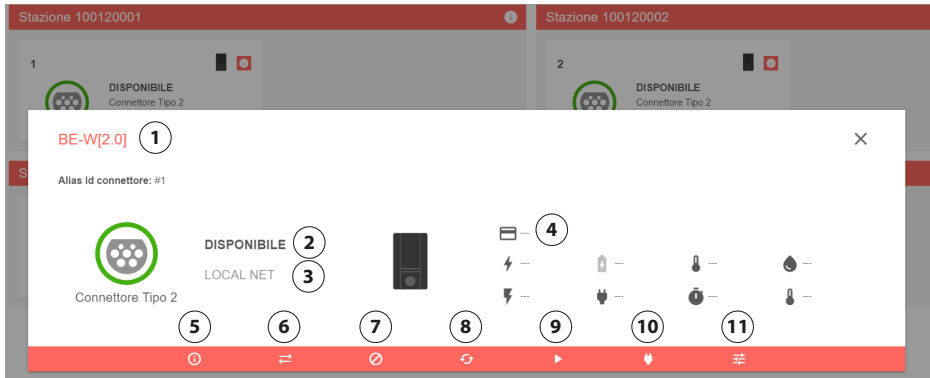 Stazione 100120001
Stazione 100120002
1
2
DISPONIBILE
Connettore Tipo 2
DISPONIBILE
Connettore Tipo 2
S
BE-W[2.0] 1
Alias Id connettore: #1
DISPONIBILE 2
LOCAL NET 3
Connettore Tipo 2
--- 4
--- --- --- ---
--- --- --- ---
5 6 7 8 9 10 11